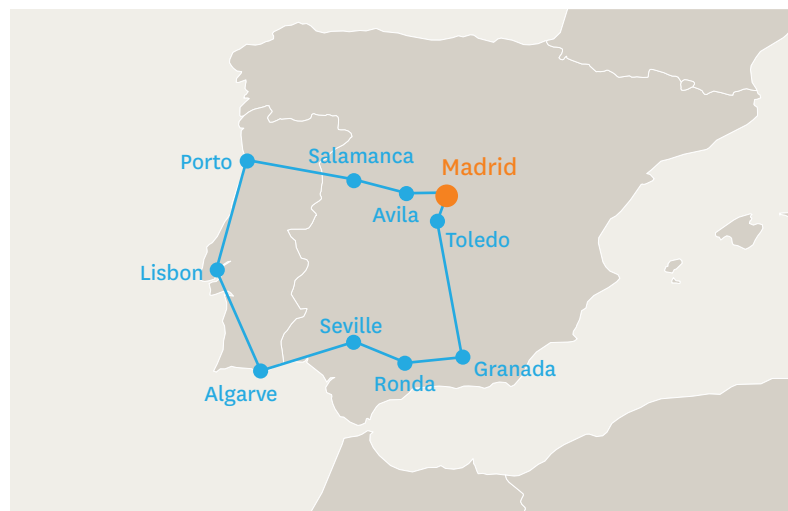 Salamanca
Madrid
Porto
Avila
Toledo
Lisbon
Seville
Granada
Ronda
Algarve